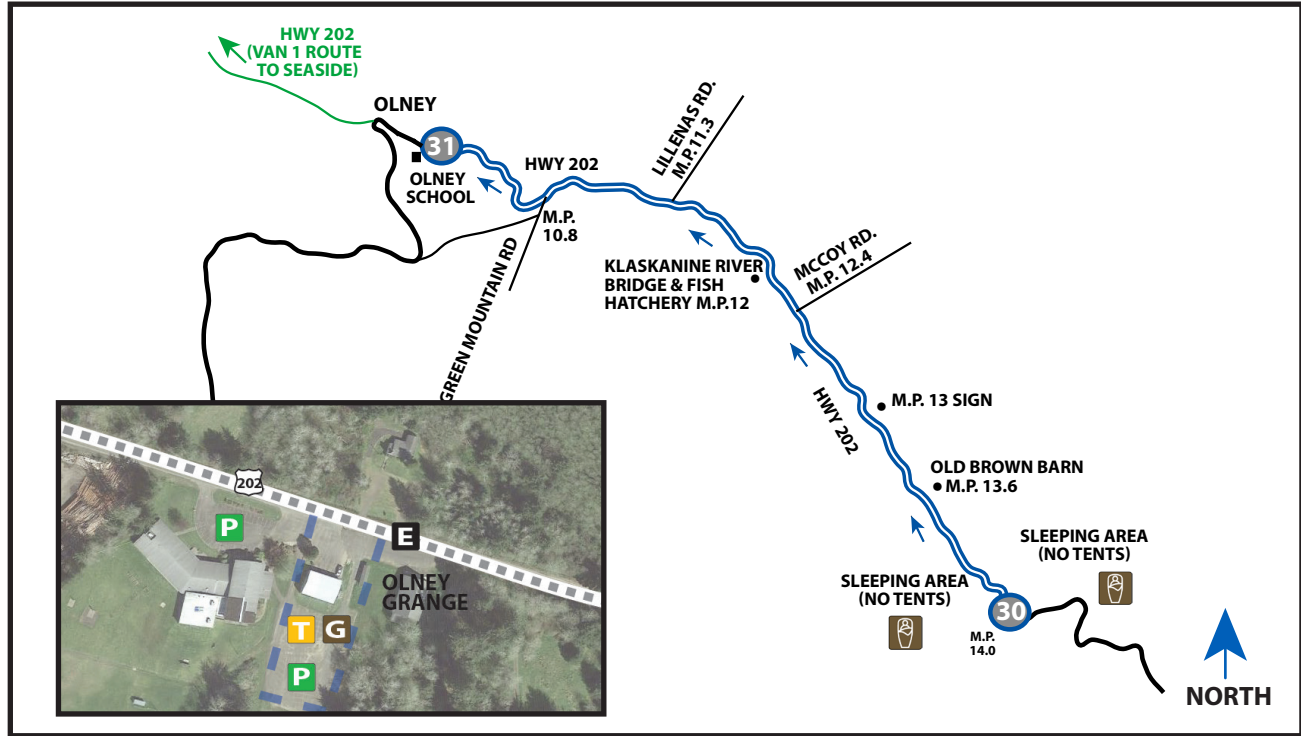 HWY 202
(VAN 1 ROUTE
TO SEASIDE)
OLNEY
31
OLNEY
SCHOOL
HWY 202
M.P.
10.8
GREEN MOUNTAIN RD
LILLENAS RD.
M.P.11.3
KLASKANINE RIVER
BRIDGE & FISH
HATCHERY M.P.12
MCCOY RD.
M.P. 12.4
HWY 202
M.P. 13 SIGN
OLD BROWN BARN
M.P. 13.6
SLEEPING AREA
(NO TENTS)
SLEEPING AREA
(NO TENTS)
30
M.P.
14.0
NORTH
202
P
E
OLNEY
GRANGE
T
G
P